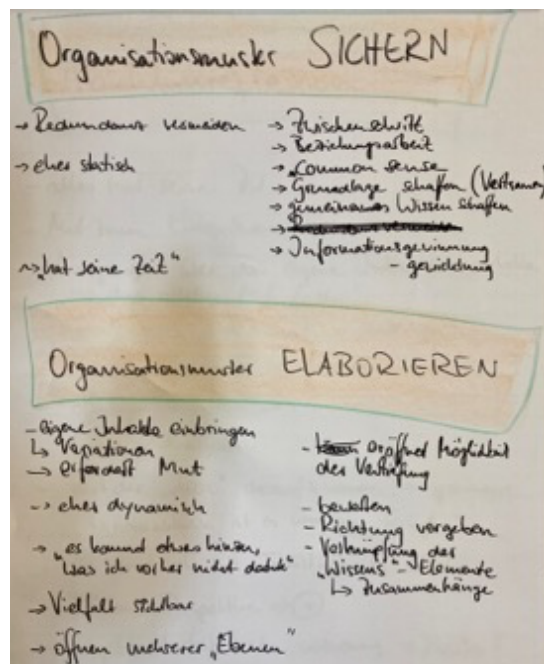 Organisationsmuster SICHERN
→ Redundanz vermeiden
→ eher statisch
~> "hat seine Zeit"
→ Zwischenschritt
→ Beziehungsarbeit
→ "Common sense
→ Grundlage schaffen (Vertrauen)
→ gemeinsames Wissen schaffen
→ Informationsgewinnung
Organisationsmuster ELABORIEREN
- eigene Inhalte einbringen
↳ Variationen
→ erfordert Mut
-> eher dynamisch
→ "es kommt etwas hinzu,
was ich vorher nicht dachte"
→ Vielfalt sichtbar
→ öffnen mehrerer "Ebenen"
- eröffnet Möglichkeit
der Vertiefung
- bewerten
- Richtung vorgeben
- Verknüpfung der
"Wissens" - Elemente
↳ Zusammenhänge